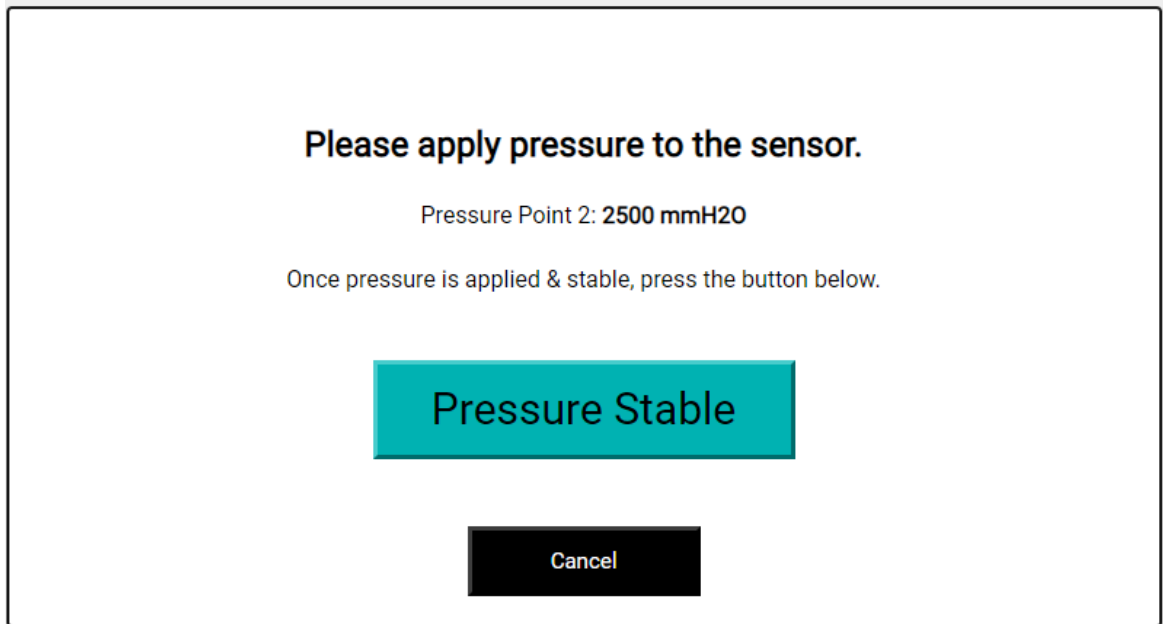 Please apply pressure to the sensor.
Pressure Point 2: 2500 mmH2O
Once pressure is applied & stable, press the button below.
Pressure Stable
Cancel